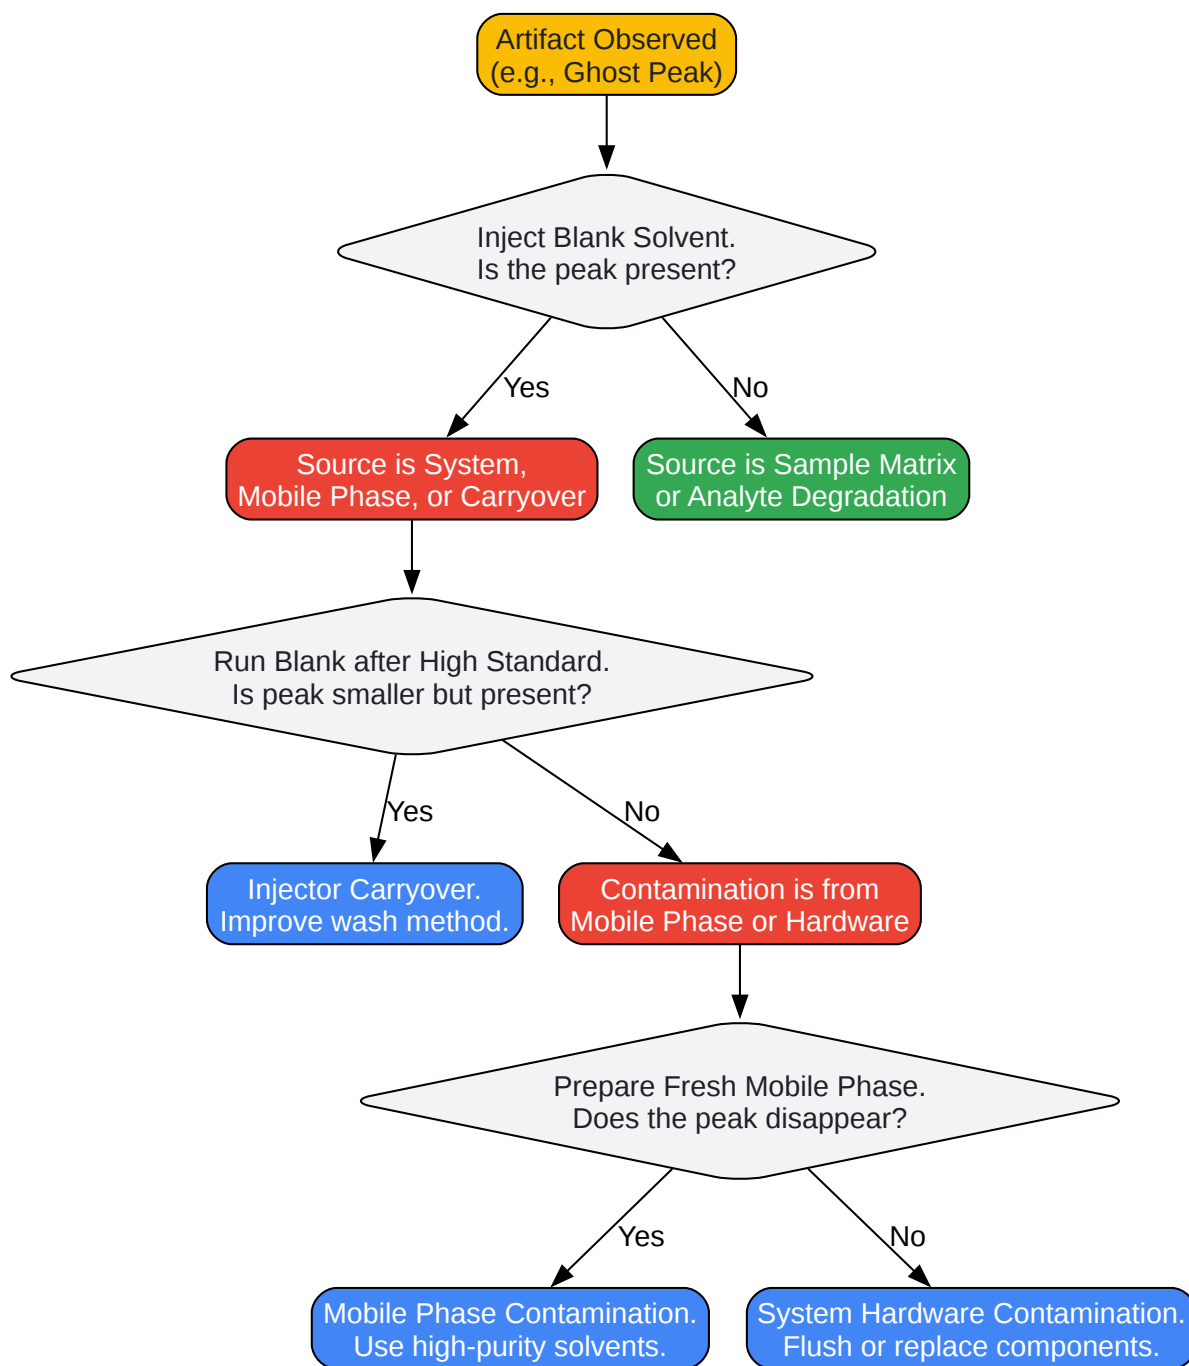 Artifact Observed
(e.g., Ghost Peak)
Inject Blank Solvent.
Is the peak present?
Yes
No
Source is System,
Mobile Phase, or Carryover
Source is Sample Matrix
or Analyte Degradation
Run Blank after High Standard.
Is peak smaller but present?
Yes
No
Injector Carryover.
Improve wash method.
Contamination is from
Mobile Phase or Hardware
Prepare Fresh Mobile Phase.
Does the peak disappear?
Yes
No
Mobile Phase Contamination.
Use high-purity solvents.
System Hardware Contamination.
Flush or replace components.